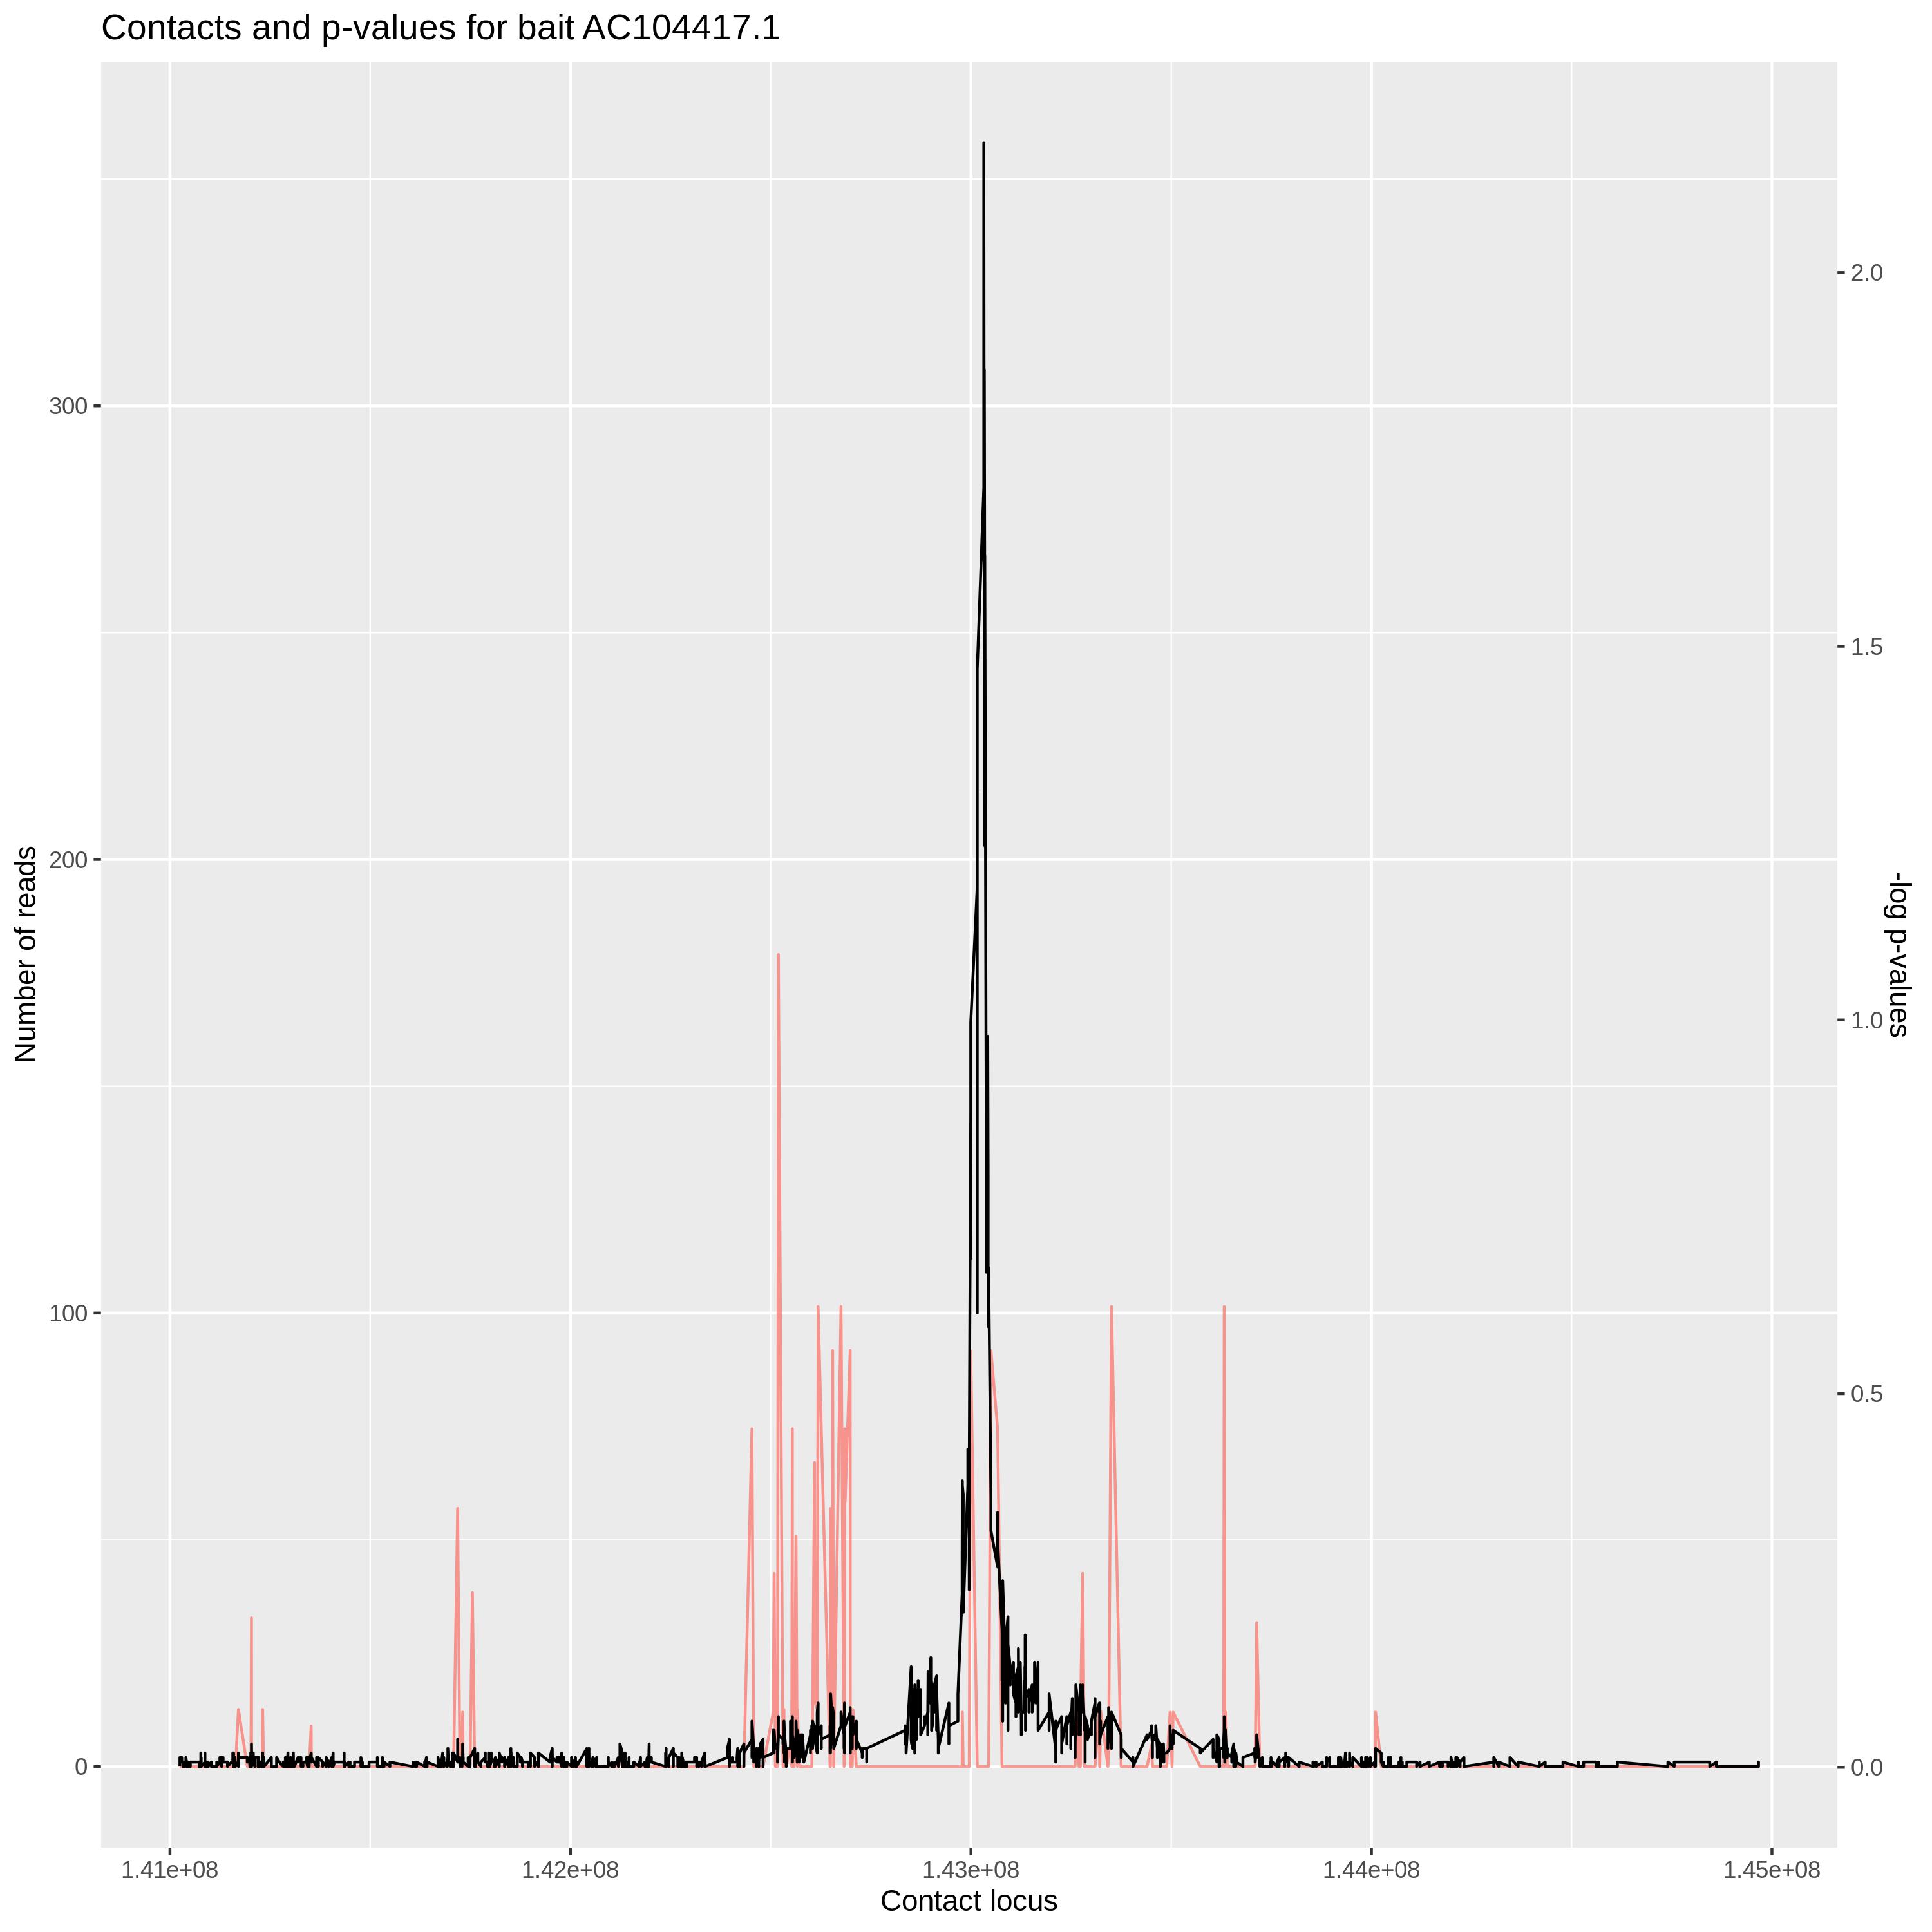 Contacts and p-values for bait AC104417.1
Number of reads
300
200
100
0
2.0
1.5
1.0
0.5
0.0
-log p-values
1.41e+08
1.42e+08
1.43e+08
1.44e+08
1.45e+08
Contact locus